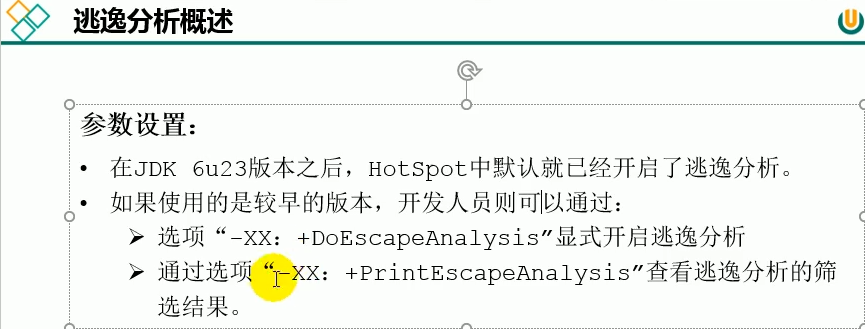 逃逸分析概述
参数设置：
• 在JDK 6u23版本之后，HotSpot中默认就已经开启了逃逸分析。
• 如果使用的是较早的版本，开发人员则可以通过：
➢ 选项“-XX：+DoEscapeAnalysis”显式开启逃逸分析
➢ 通过选项“-XX：+PrintEscapeAnalysis”查看逃逸分析的筛
选结果。